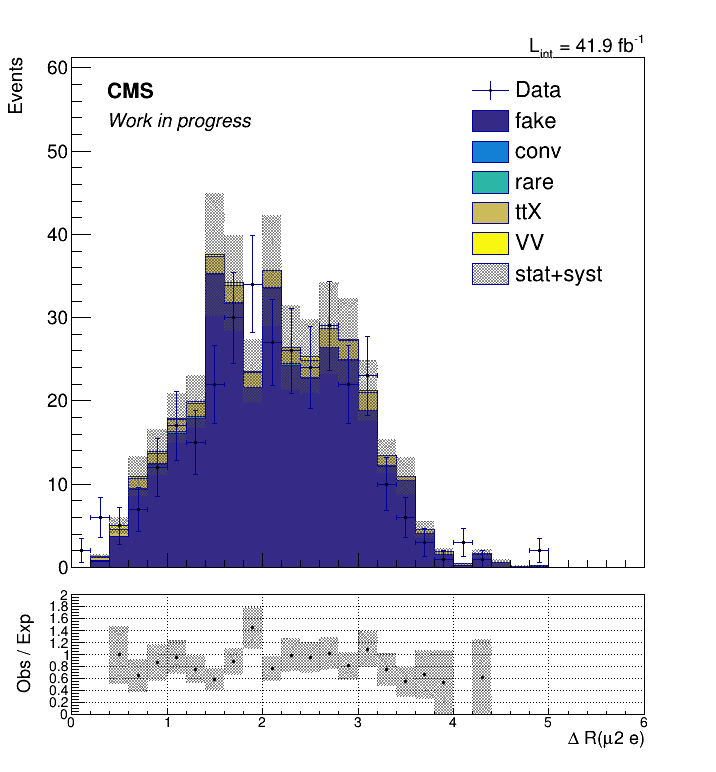 L_int = 41.9 fb^-1
Events
60
50
40
30
20
10
0
CMS
Work in progress
Data
fake
conv
rare
ttX
VV
stat+syst
Obs / Exp
2
1.8
1.6
1.4
1.2
1
0.8
0.6
0.4
0.2
0
0 1 2 3 4 5 6
Δ R(μ2 e)